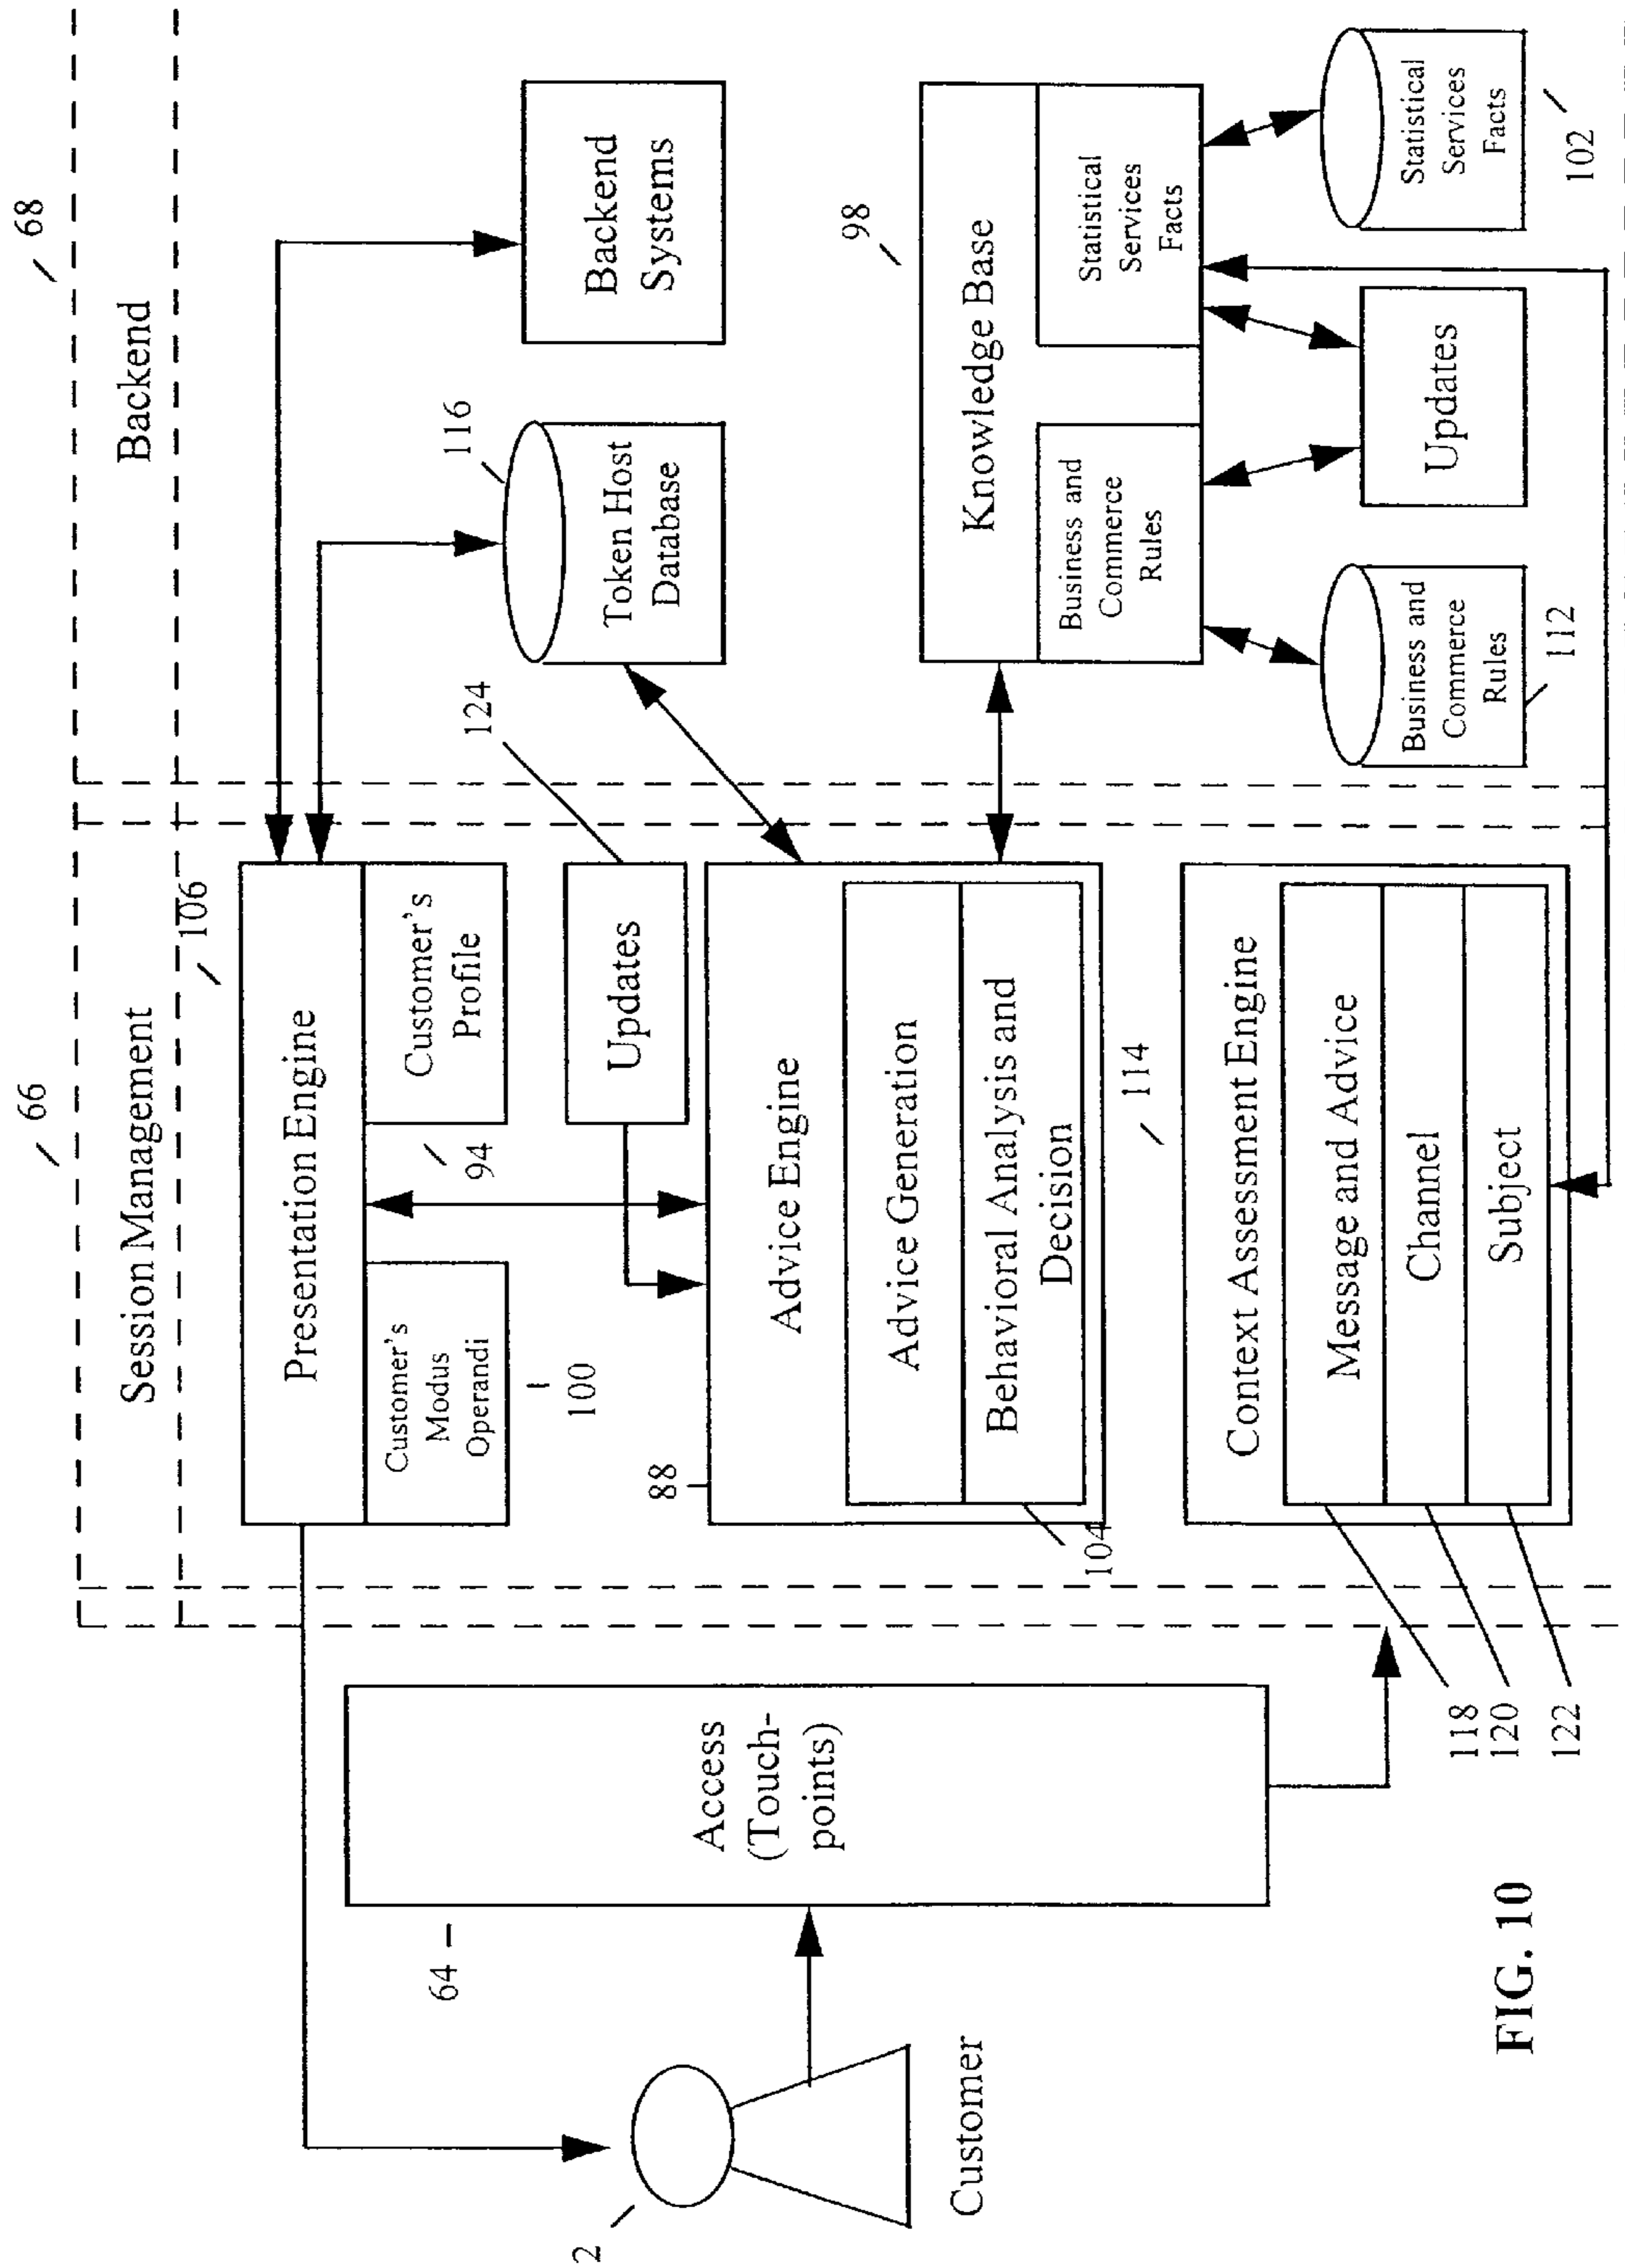 66
68
Session Management
Backend
106
Presentation Engine
Customer's
Modus
Operandi
Customer's
Profile
94
100
116
Token Host
Database
Backend
Systems
124
Updates
88
Advice Engine
Advice Generation
Behavioral Analysis and
Decision
104
98
Knowledge Base
Business and
Commerce
Rules
Statistical
Services
Facts
114
Context Assessment Engine
Message and Advice
Channel
Subject
118
120
122
Business and
Commerce
Rules
112
Updates
Statistical
Services
Facts
102
64
Access
(Touch-
points)
2
Customer
FIG. 10